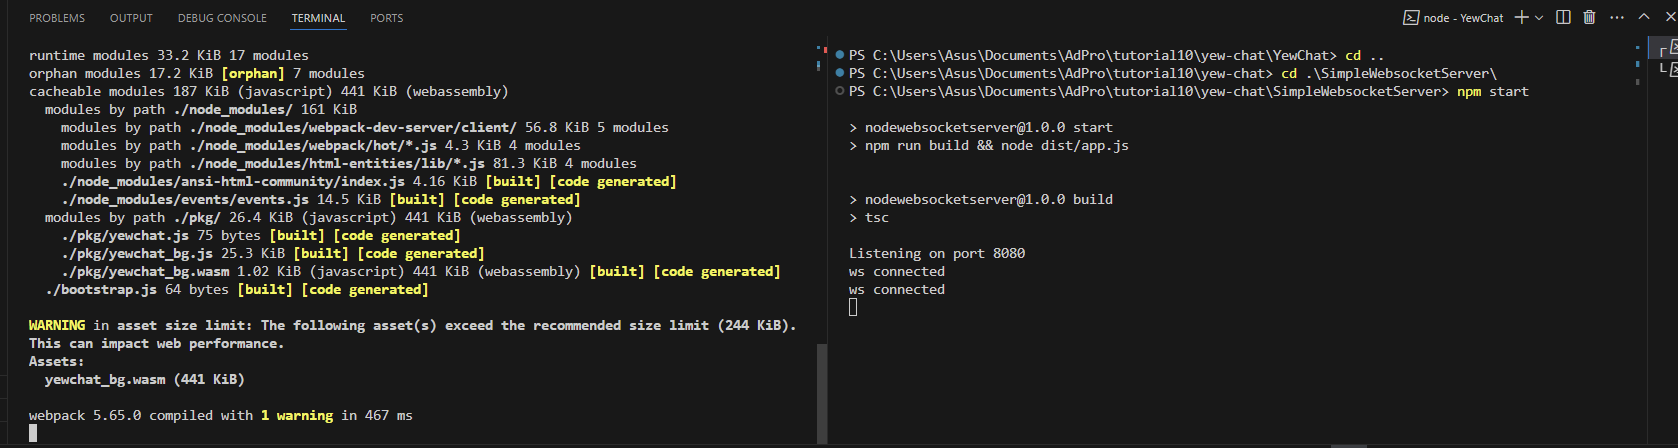 PROBLEMS OUTPUT DEBUG CONSOLE TERMINAL PORTS
node - YewChat
runtime modules 33.2 KiB 17 modules
orphan modules 17.2 KiB [orphan] 7 modules
cacheable modules 187 KiB (javascript) 441 KiB (webassembly)
modules by path ./node_modules/ 161 KiB
modules by path ./node_modules/webpack-dev-server/client/ 56.8 KiB 5 modules
modules by path ./node_modules/webpack/hot/*.js 4.3 KiB 4 modules
modules by path ./node_modules/html-entities/lib/*.js 81.3 KiB 4 modules
./node_modules/ansi-html-community/index.js 4.16 KiB [built] [code generated]
./node_modules/events/events.js 14.5 KiB [built] [code generated]
modules by path ./pkg/ 26.4 KiB (javascript) 441 KiB (webassembly)
./pkg/yewchat.js 75 bytes [built] [code generated]
./pkg/yewchat_bg.js 25.3 KiB [built] [code generated]
./pkg/yewchat_bg.wasm 1.02 KiB (javascript) 441 KiB (webassembly) [built] [code generated]
./bootstrap.js 64 bytes [built] [code generated]
WARNING in asset size limit: The following asset(s) exceed the recommended size limit (244 KiB).
This can impact web performance.
Assets:
yewchat_bg.wasm (441 KiB)
webpack 5.65.0 compiled with 1 warning in 467 ms
PS C:\Users\Asus\Documents\AdPro\tutorial10\yew-chat\YewChat> cd ..
PS C:\Users\Asus\Documents\AdPro\tutorial10\yew-chat> cd .\SimpleWebsocketServer\
PS C:\Users\Asus\Documents\AdPro\tutorial10\yew-chat\SimpleWebsocketServer> npm start
> nodewebsocketserver@1.0.0 start
> npm run build && node dist/app.js
> nodewebsocketserver@1.0.0 build
> tsc
Listening on port 8080
ws connected
ws connected